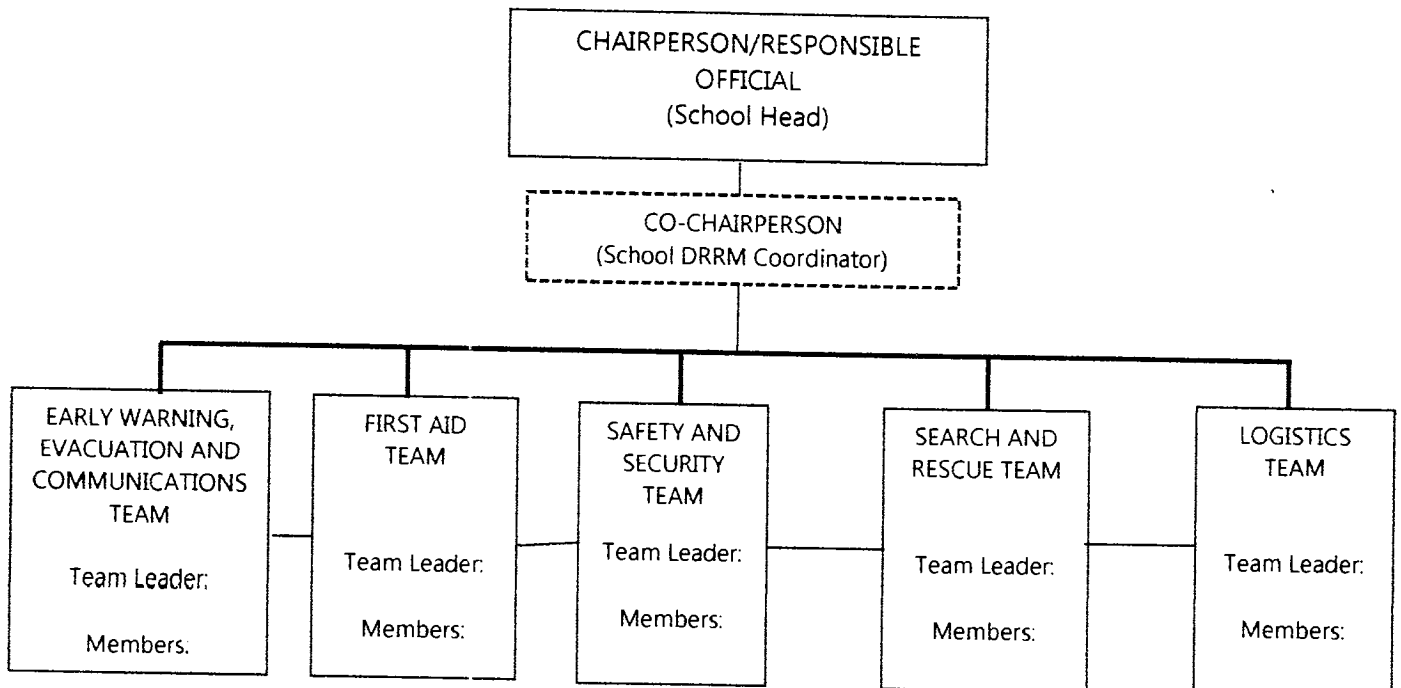 CHAIRPERSON/RESPONSIBLE
OFFICIAL
(School Head)
CO-CHAIRPERSON
(School DRRM Coordinator)
EARLY WARNING,
EVACUATION AND
COMMUNICATIONS
TEAM
Team Leader:
Members:
FIRST AID
TEAM
Team Leader:
Members:
SAFETY AND
SECURITY
TEAM
Team Leader:
Members:
SEARCH AND
RESCUE TEAM
Team Leader:
Members:
LOGISTICS
TEAM
Team Leader:
Members: